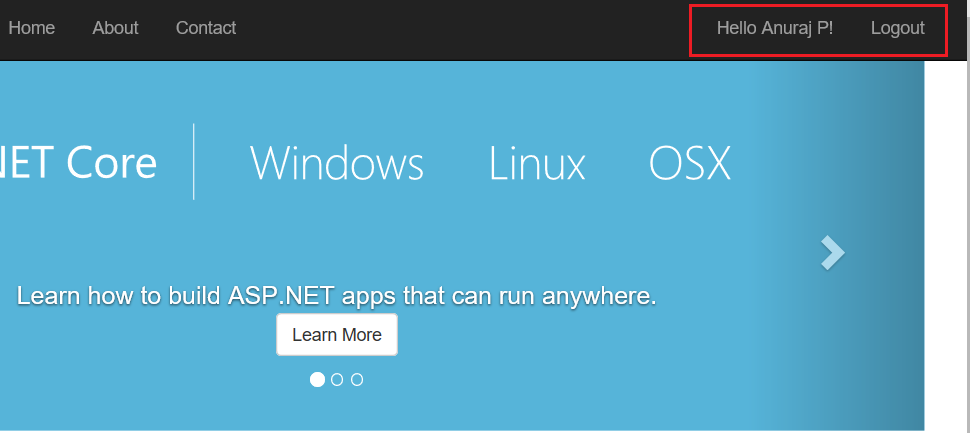 Home About Contact Hello Anuraj P! Logout
NET Core Windows Linux OSX
Learn how to build ASP.NET apps that can run anywhere.
Learn More